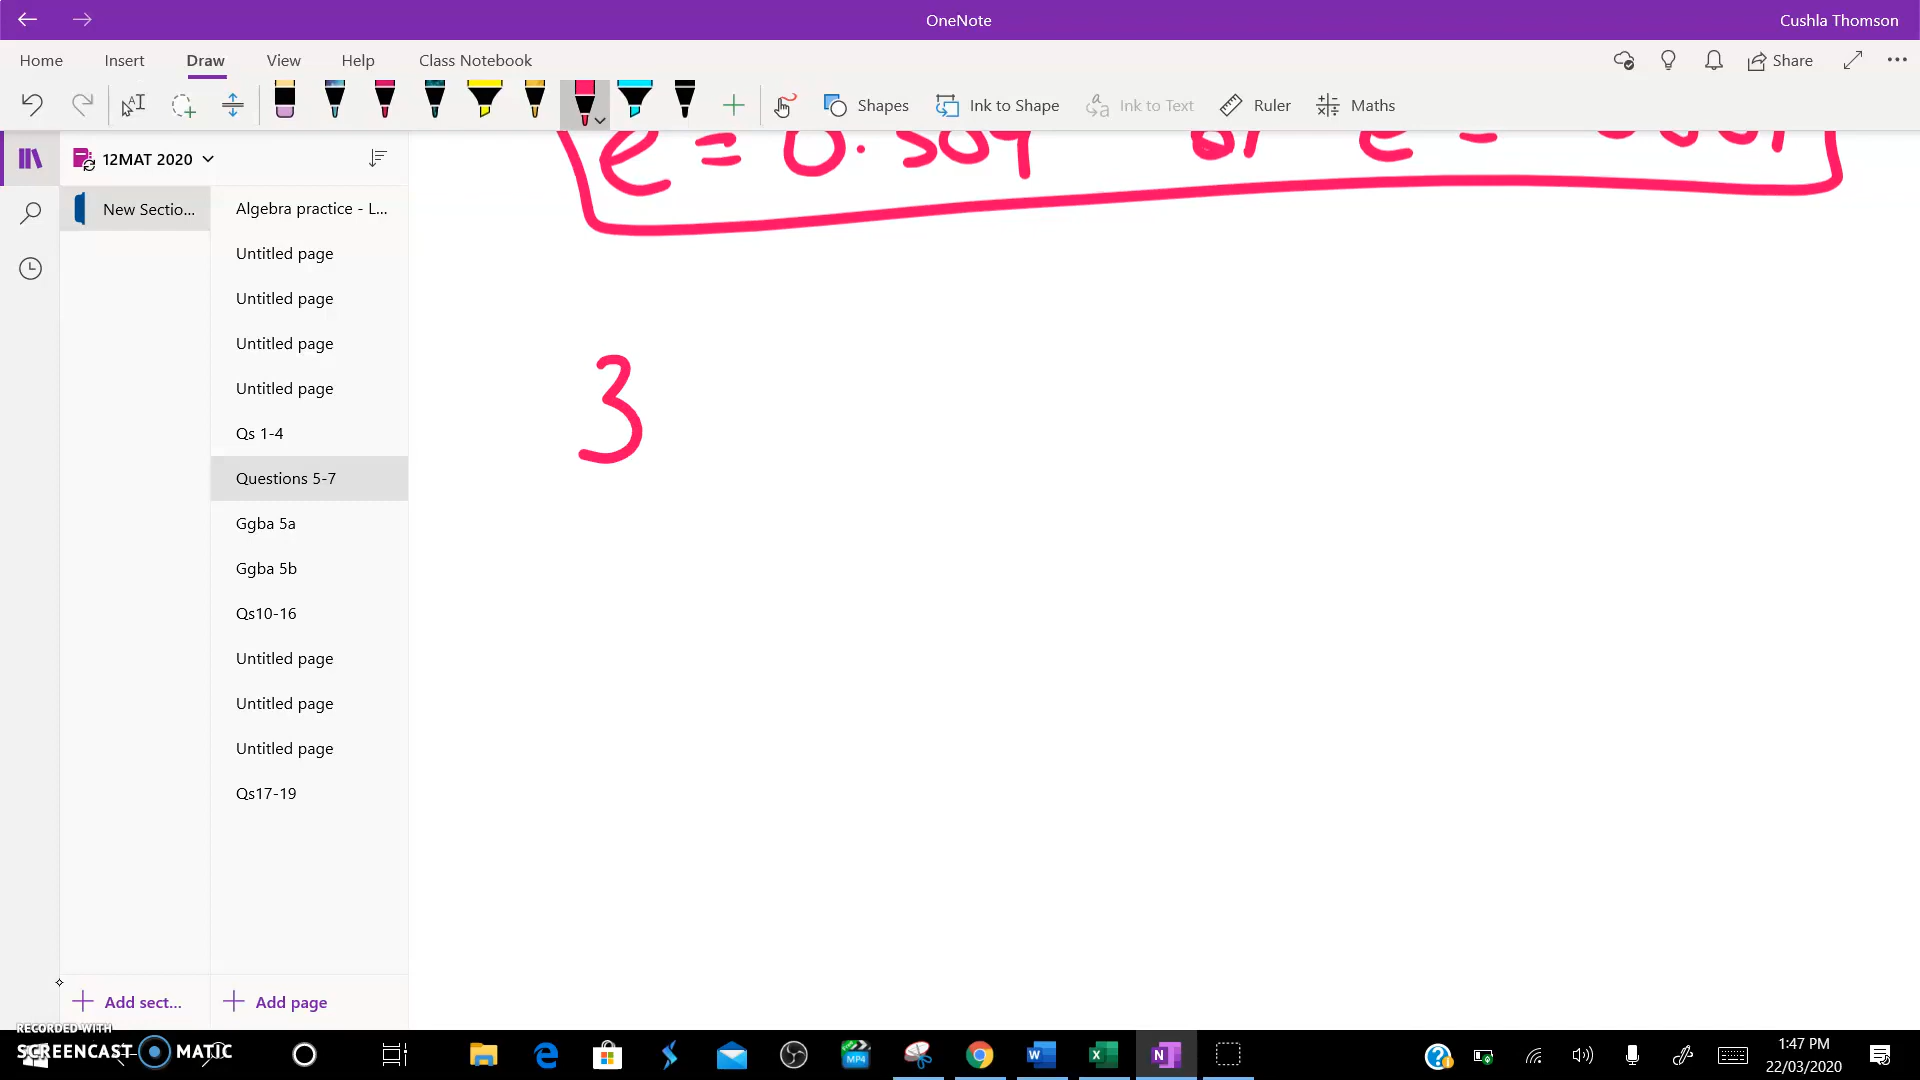 OneNote
Cushla Thomson
Home Insert Draw View Help Class Notebook
Share
Shapes Ink to Shape Ink to Text Ruler Maths
12MAT 2020
New Sectio...
Algebra practice - L...
Untitled page
Untitled page
Untitled page
Untitled page
Qs 1-4
Questions 5-7
Ggba 5a
Ggba 5b
Qs10-16
Untitled page
Untitled page
Untitled page
Qs17-19
e = 0.
or e = -
3
Add sect...
Add page
RECORDED WITH
SCREENCAST MATIC
MP4
1:47 PM
22/03/2020